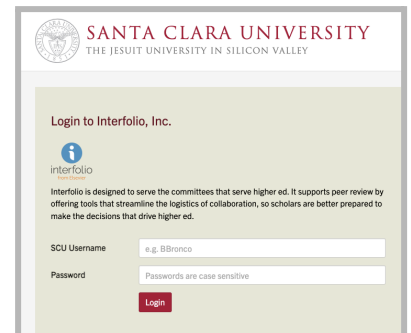 SANTA CLARA UNIVERSITY
THE JESUIT UNIVERSITY IN SILICON VALLEY
Login to Interfolio, Inc.
interfolio
From Elsevier
Interfolio is designed to serve the committees that serve higher ed. It supports peer review by
offering tools that streamline the logistics of collaboration, so scholars are better prepared to
make the decisions that drive higher ed.
SCU Username e.g. BBronco
Password Passwords are case sensitive
Login